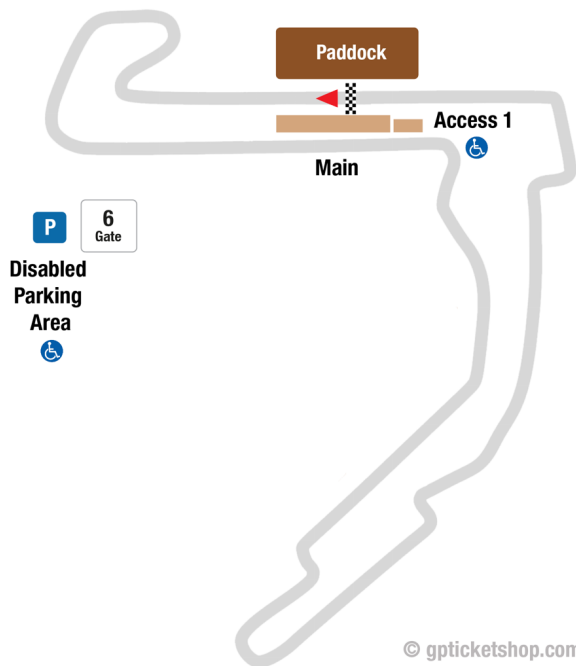 Paddock
Access 1
Main
P
6
Gate
Disabled
Parking
Area
© gpticketshop.com